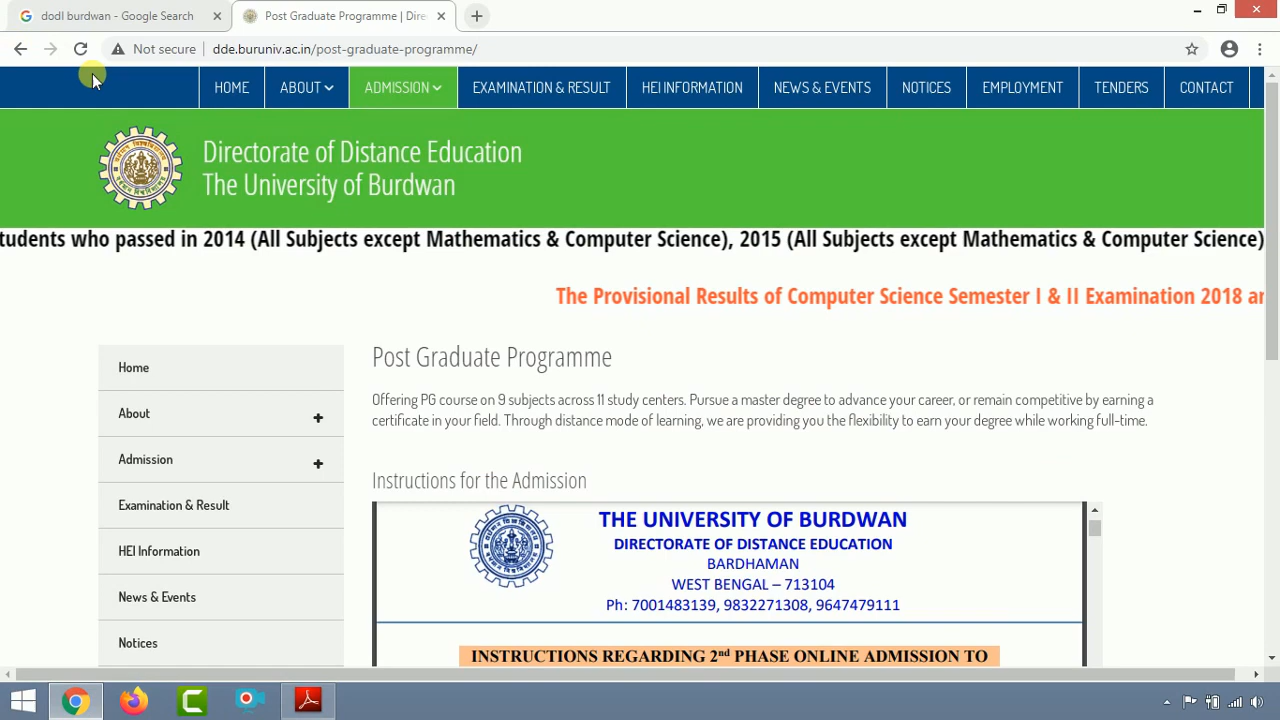 dodl burdwan - Google Search
Post Graduate Programme | Dire
Not secure
dde.buruniv.ac.in/post-graduate-programme/
HOME
ABOUT
ADMISSION
EXAMINATION & RESULT
HEI INFORMATION
NEWS & EVENTS
NOTICES
EMPLOYMENT
TENDERS
CONTACT
Directorate of Distance Education
The University of Burdwan
tudents who passed in 2014 (All Subjects except Mathematics & Computer Science), 2015 (All Subjects except Mathematics & Computer Science)
The Provisional Results of Computer Science Semester I & II Examination 2018 ar
Home
About
Admission
Examination & Result
HEI Information
News & Events
Notices
Post Graduate Programme
Offering PG course on 9 subjects across 11 study centers. Pursue a master degree to advance your career, or remain competitive by earning a
certificate in your field. Through distance mode of learning, we are providing you the flexibility to earn your degree while working full-time.
Instructions for the Admission
THE UNIVERSITY OF BURDWAN
DIRECTORATE OF DISTANCE EDUCATION
BARDHAMAN
WEST BENGAL – 713104
Ph: 7001483139, 9832271308, 9647479111
INSTRUCTIONS REGARDING 2nd PHASE ONLINE ADMISSION TO